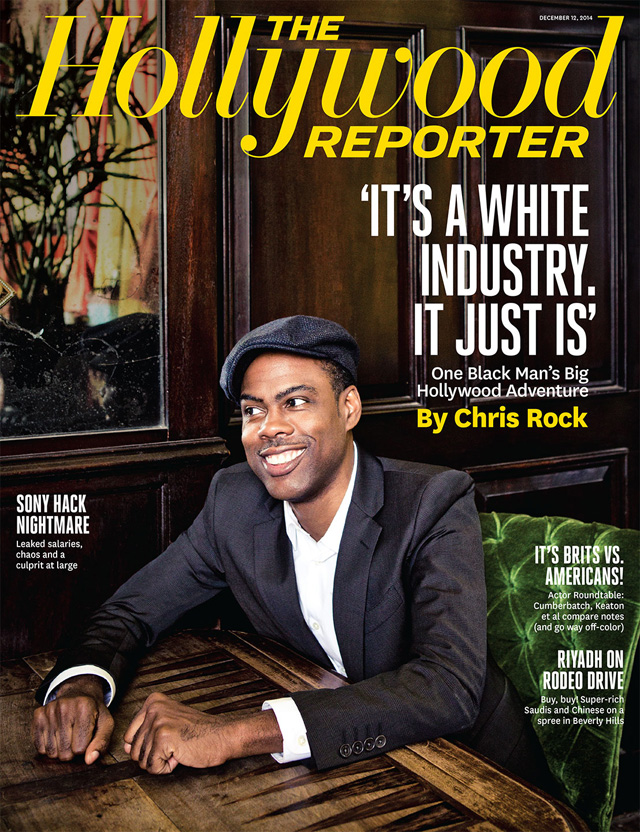 DECEMBER 12, 2014
THE
Hollywood
REPORTER
‘IT’S A WHITE
INDUSTRY.
IT JUST IS’
One Black Man’s Big
Hollywood Adventure
By Chris Rock
SONY HACK
NIGHTMARE
Leaked salaries,
chaos and a
culprit at large
IT’S BRITS VS.
AMERICANS!
Actor Roundtable:
Cumberbatch, Keaton
et al compare notes
(and go way off-color)
RIYADH ON
RODEO DRIVE
Buy, buy! Super-rich
Saudis and Chinese on a
spree in Beverly Hills